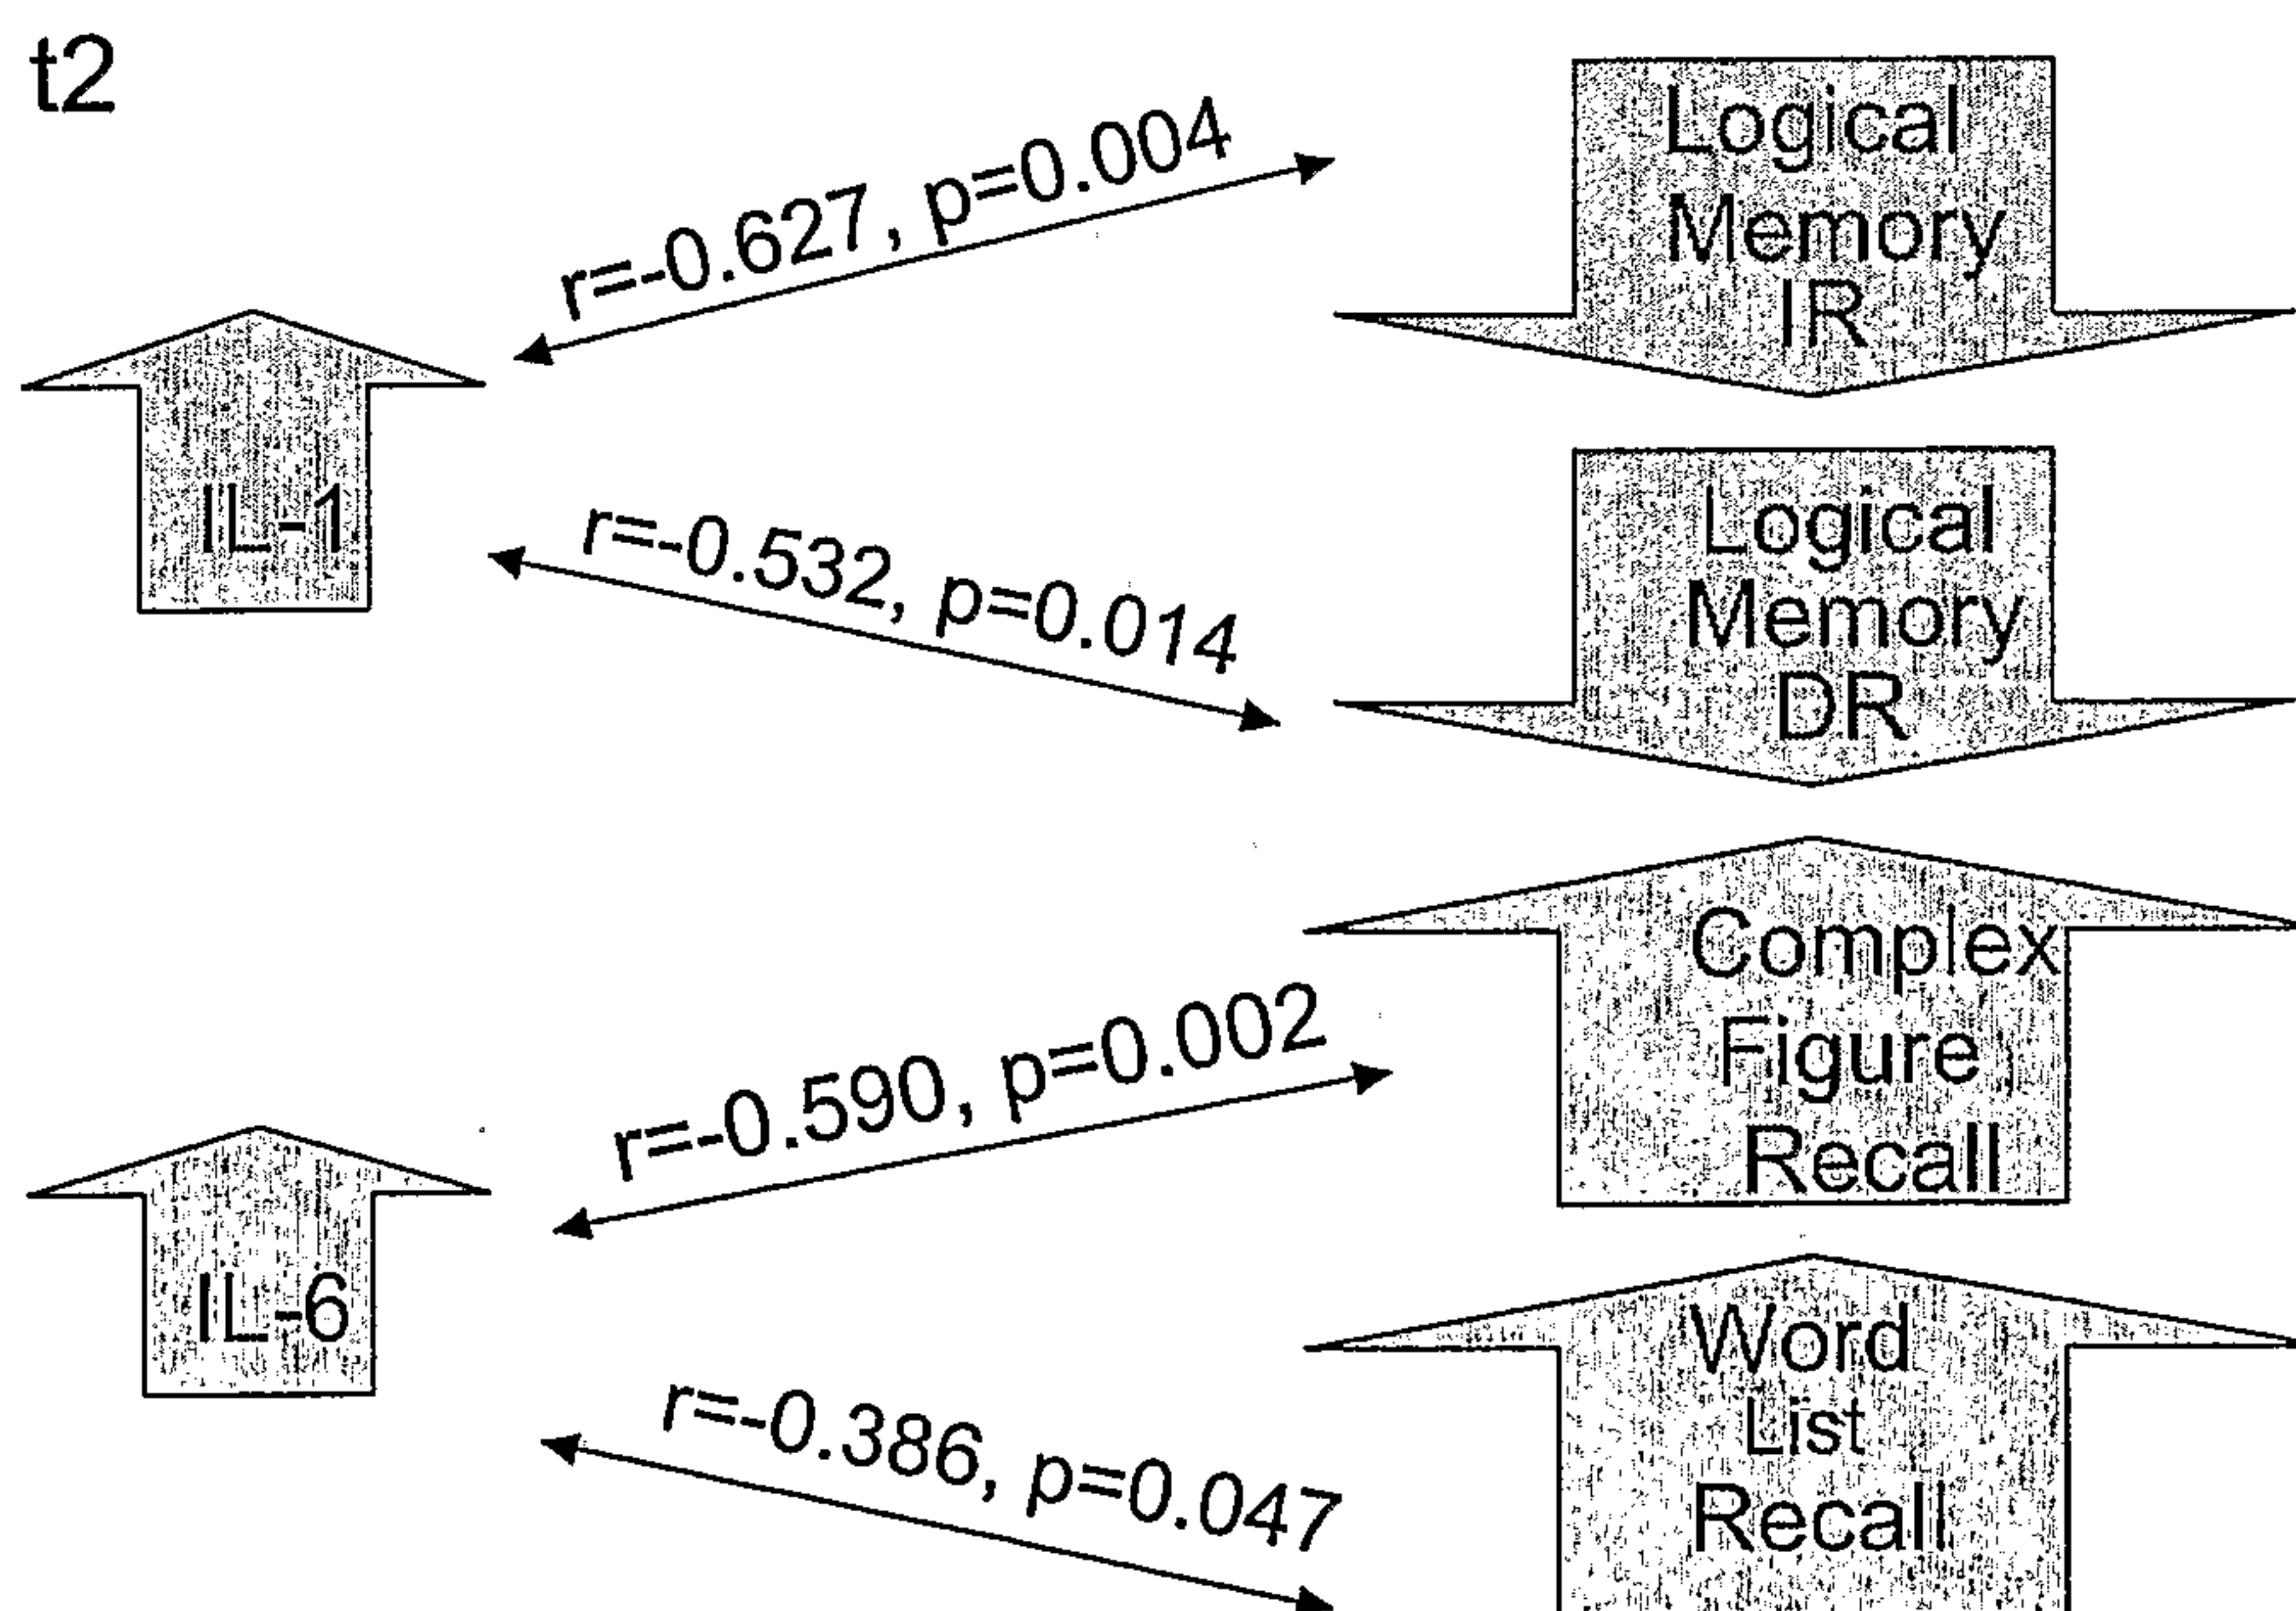 t2
r=-0.627, p=0.004
Logical
Memory
IR
IL-1
r=-0.532, p=0.014
Logical
Memory
DR
r=-0.590, p=0.002
Complex
Figure
Recall
IL-6
r=-0.386, p=0.047
Word
List
Recall